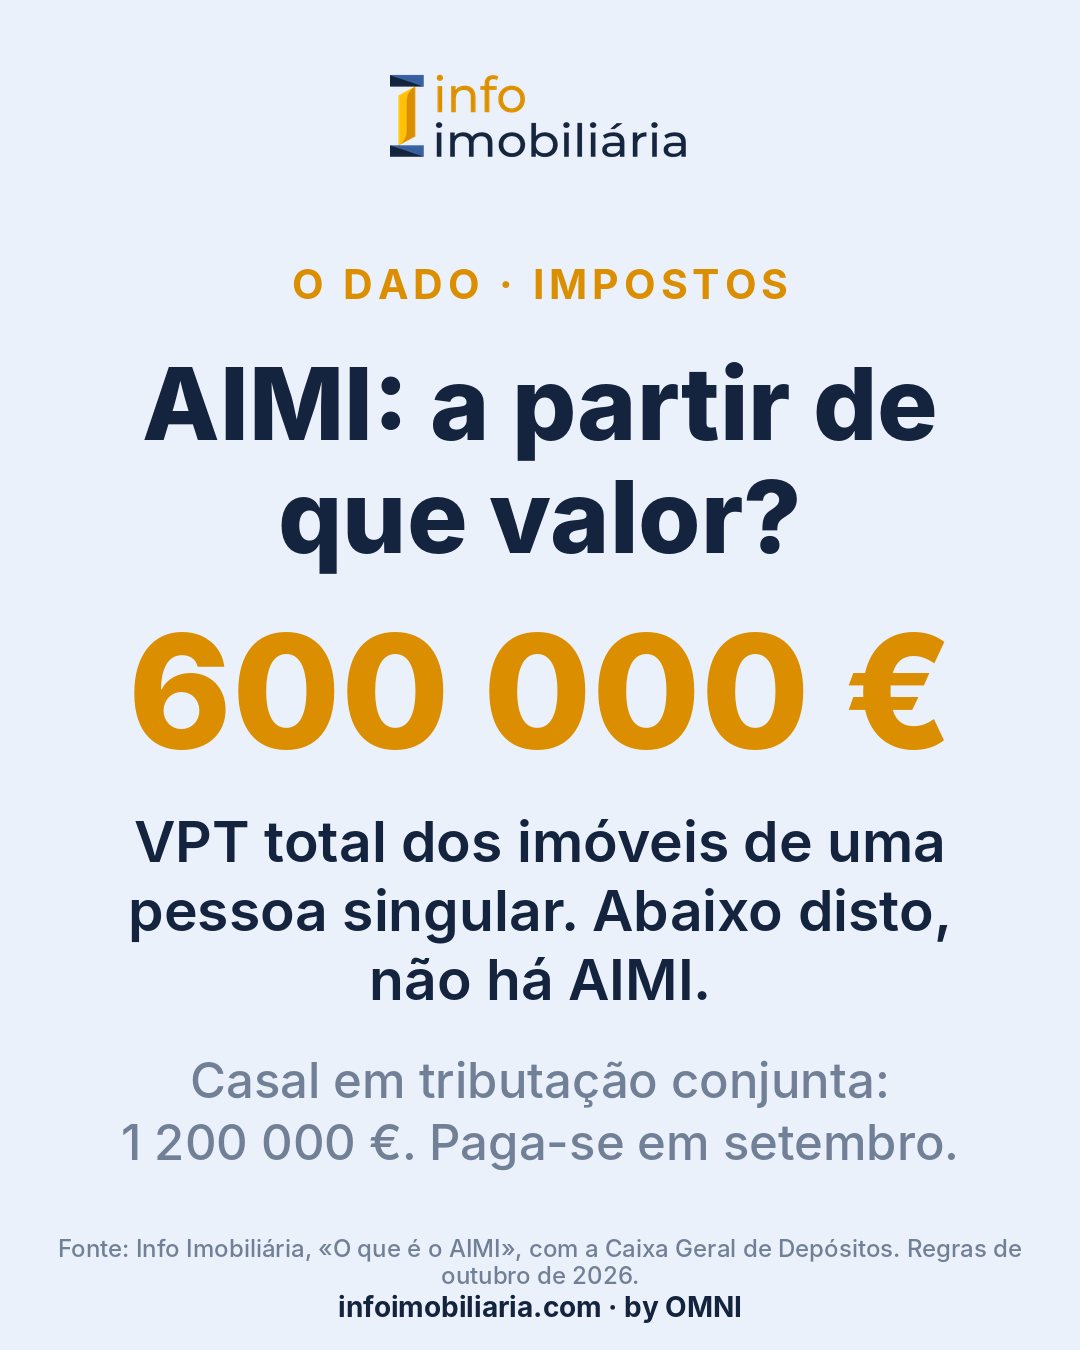 info
imobiliária
O DADO · IMPOSTOS
AIMI: a partir de
que valor?
600 000 €
VPT total dos imóveis de uma
pessoa singular. Abaixo disto,
não há AIMI.
Casal em tributação conjunta:
1 200 000 €. Paga-se em setembro.
Fonte: Info Imobiliária, «O que é o AIMI», com a Caixa Geral de Depósitos. Regras de
outubro de 2026.
infoimobiliaria.com · by OMNI